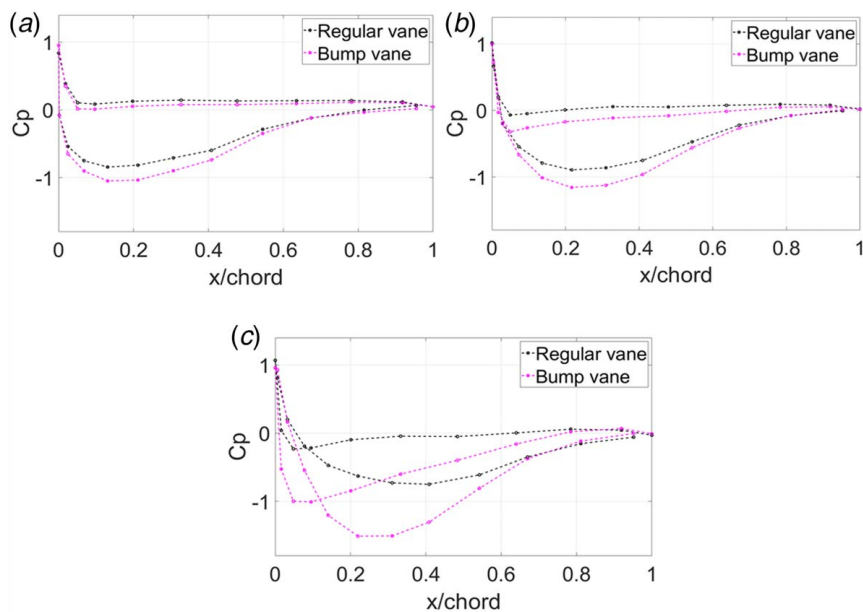 (a)
Regular vane
Bump vane
1
0
-1
Cp
0
0.2
0.4
0.6
0.8
1
x/chord
(b)
Regular vane
Bump vane
1
0
-1
Cp
0
0.2
0.4
0.6
0.8
1
x/chord
(c)
Regular vane
Bump vane
1
0
-1
Cp
0
0.2
0.4
0.6
0.8
1
x/chord